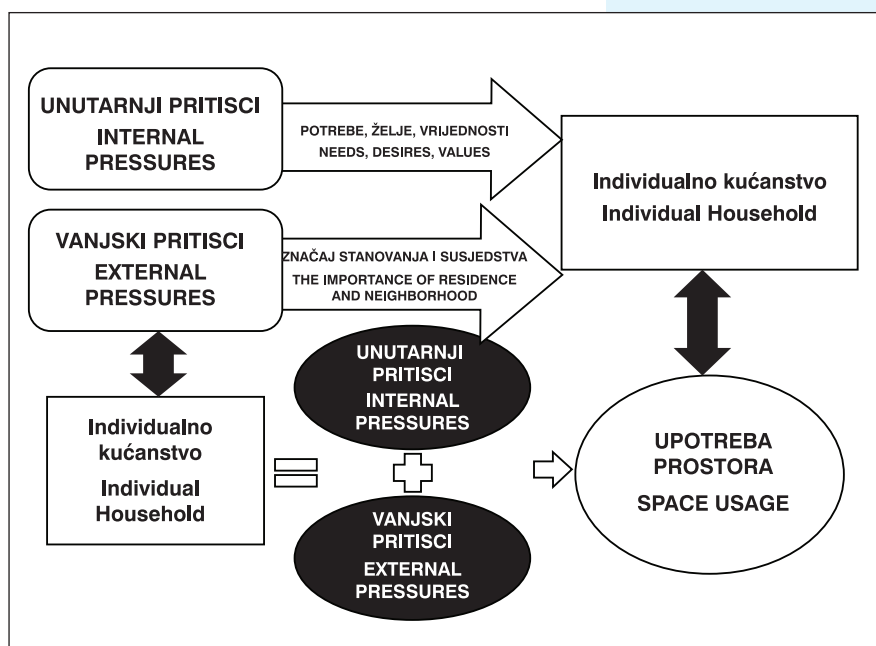 UNUTARNJI PRITISCI
INTERNAL
PRESSURES
POTREBE, ŽELJE, VRIJEDNOSTI
NEEDS, DESIRES, VALUES
Individualno kućanstvo
Individual Household
VANJSKI PRITISCI
EXTERNAL
PRESSURES
ZNAČAJ STANOVANJA I SUSJEDSTVA
THE IMPORTANCE OF RESIDENCE
AND NEIGHBORHOOD
Individualno
kućanstvo
Individual
Household
UNUTARNJI
PRITISCI
INTERNAL
PRESSURES
VANJSKI
PRITISCI
EXTERNAL
PRESSURES
UPOTREBA
PROSTORA
SPACE USAGE